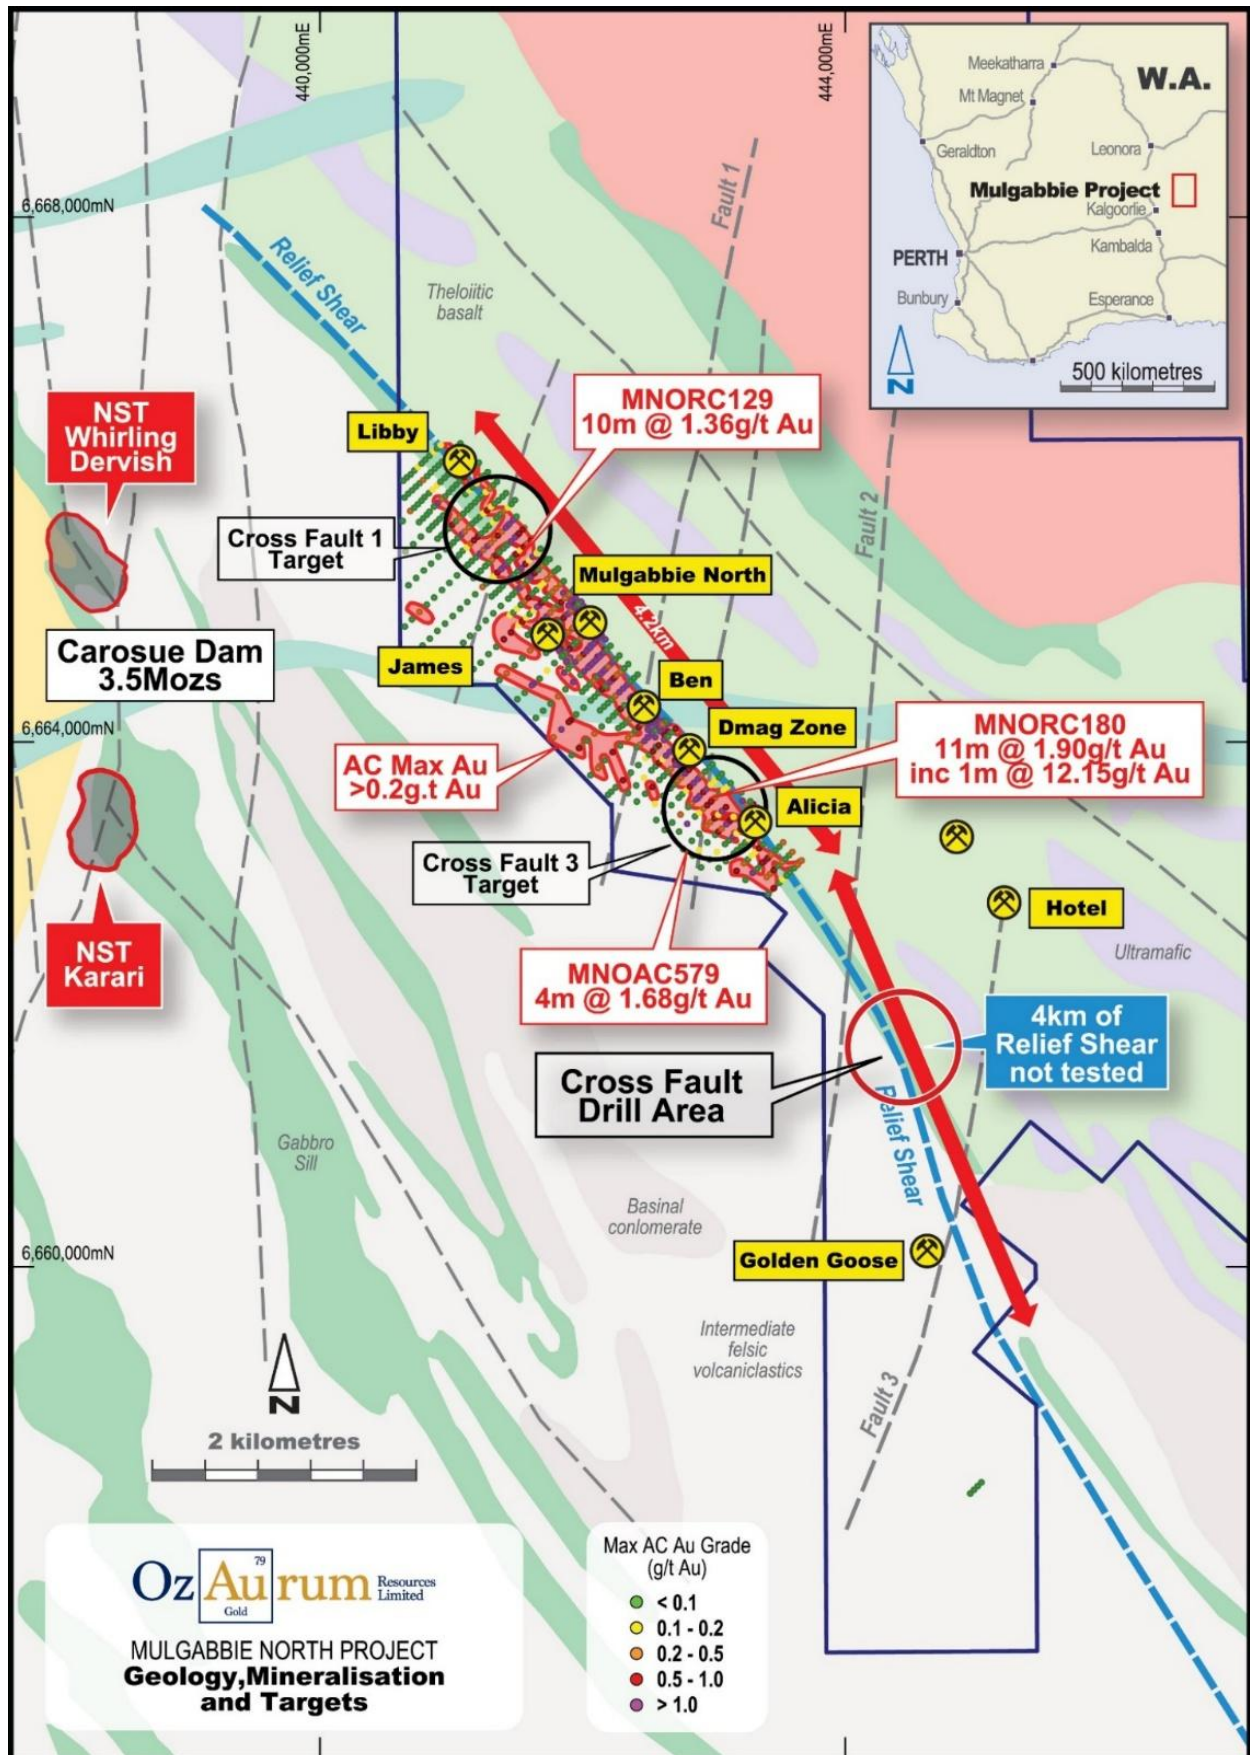 440,000mE
444,000mE
6,668,000mN
6,664,000mN
6,660,000mN
Meekatharra
W.A.
Mt Magnet
Geraldton
Leonora
Mulgabbie Project
Kalgoorlie
Kambalda
PERTH
Bunbury
Esperance
N
500 kilometres
Fault 1
Relief Shear
Theloiitic
basalt
NST
Whirling
Dervish
Libby
MNORC129
10m @ 1.36g/t Au
Fault 2
Cross Fault 1
Target
Mulgabbie North
4.2km
Carosue Dam
3.5Mozs
James
Ben
Dmag Zone
MNORC180
11m @ 1.90g/t Au
inc 1m @ 12.15g/t Au
AC Max Au
>0.2g.t Au
Alicia
Cross Fault 3
Target
Hotel
NST
Karari
Ultramafic
MNOAC579
4m @ 1.68g/t Au
4km of
Relief Shear
not tested
Cross Fault
Drill Area
Relief Shear
Gabbro
Sill
Basinal
conlomerate
Golden Goose
Intermediate
felsic
volcaniclastics
Fault 3
N
2 kilometres
79
Oz Au rum Resources
Limited
Gold
MULGABBIE NORTH PROJECT
Geology,Mineralisation
and Targets
Max AC Au Grade
(g/t Au)
< 0.1
0.1 - 0.2
0.2 - 0.5
0.5 - 1.0
> 1.0